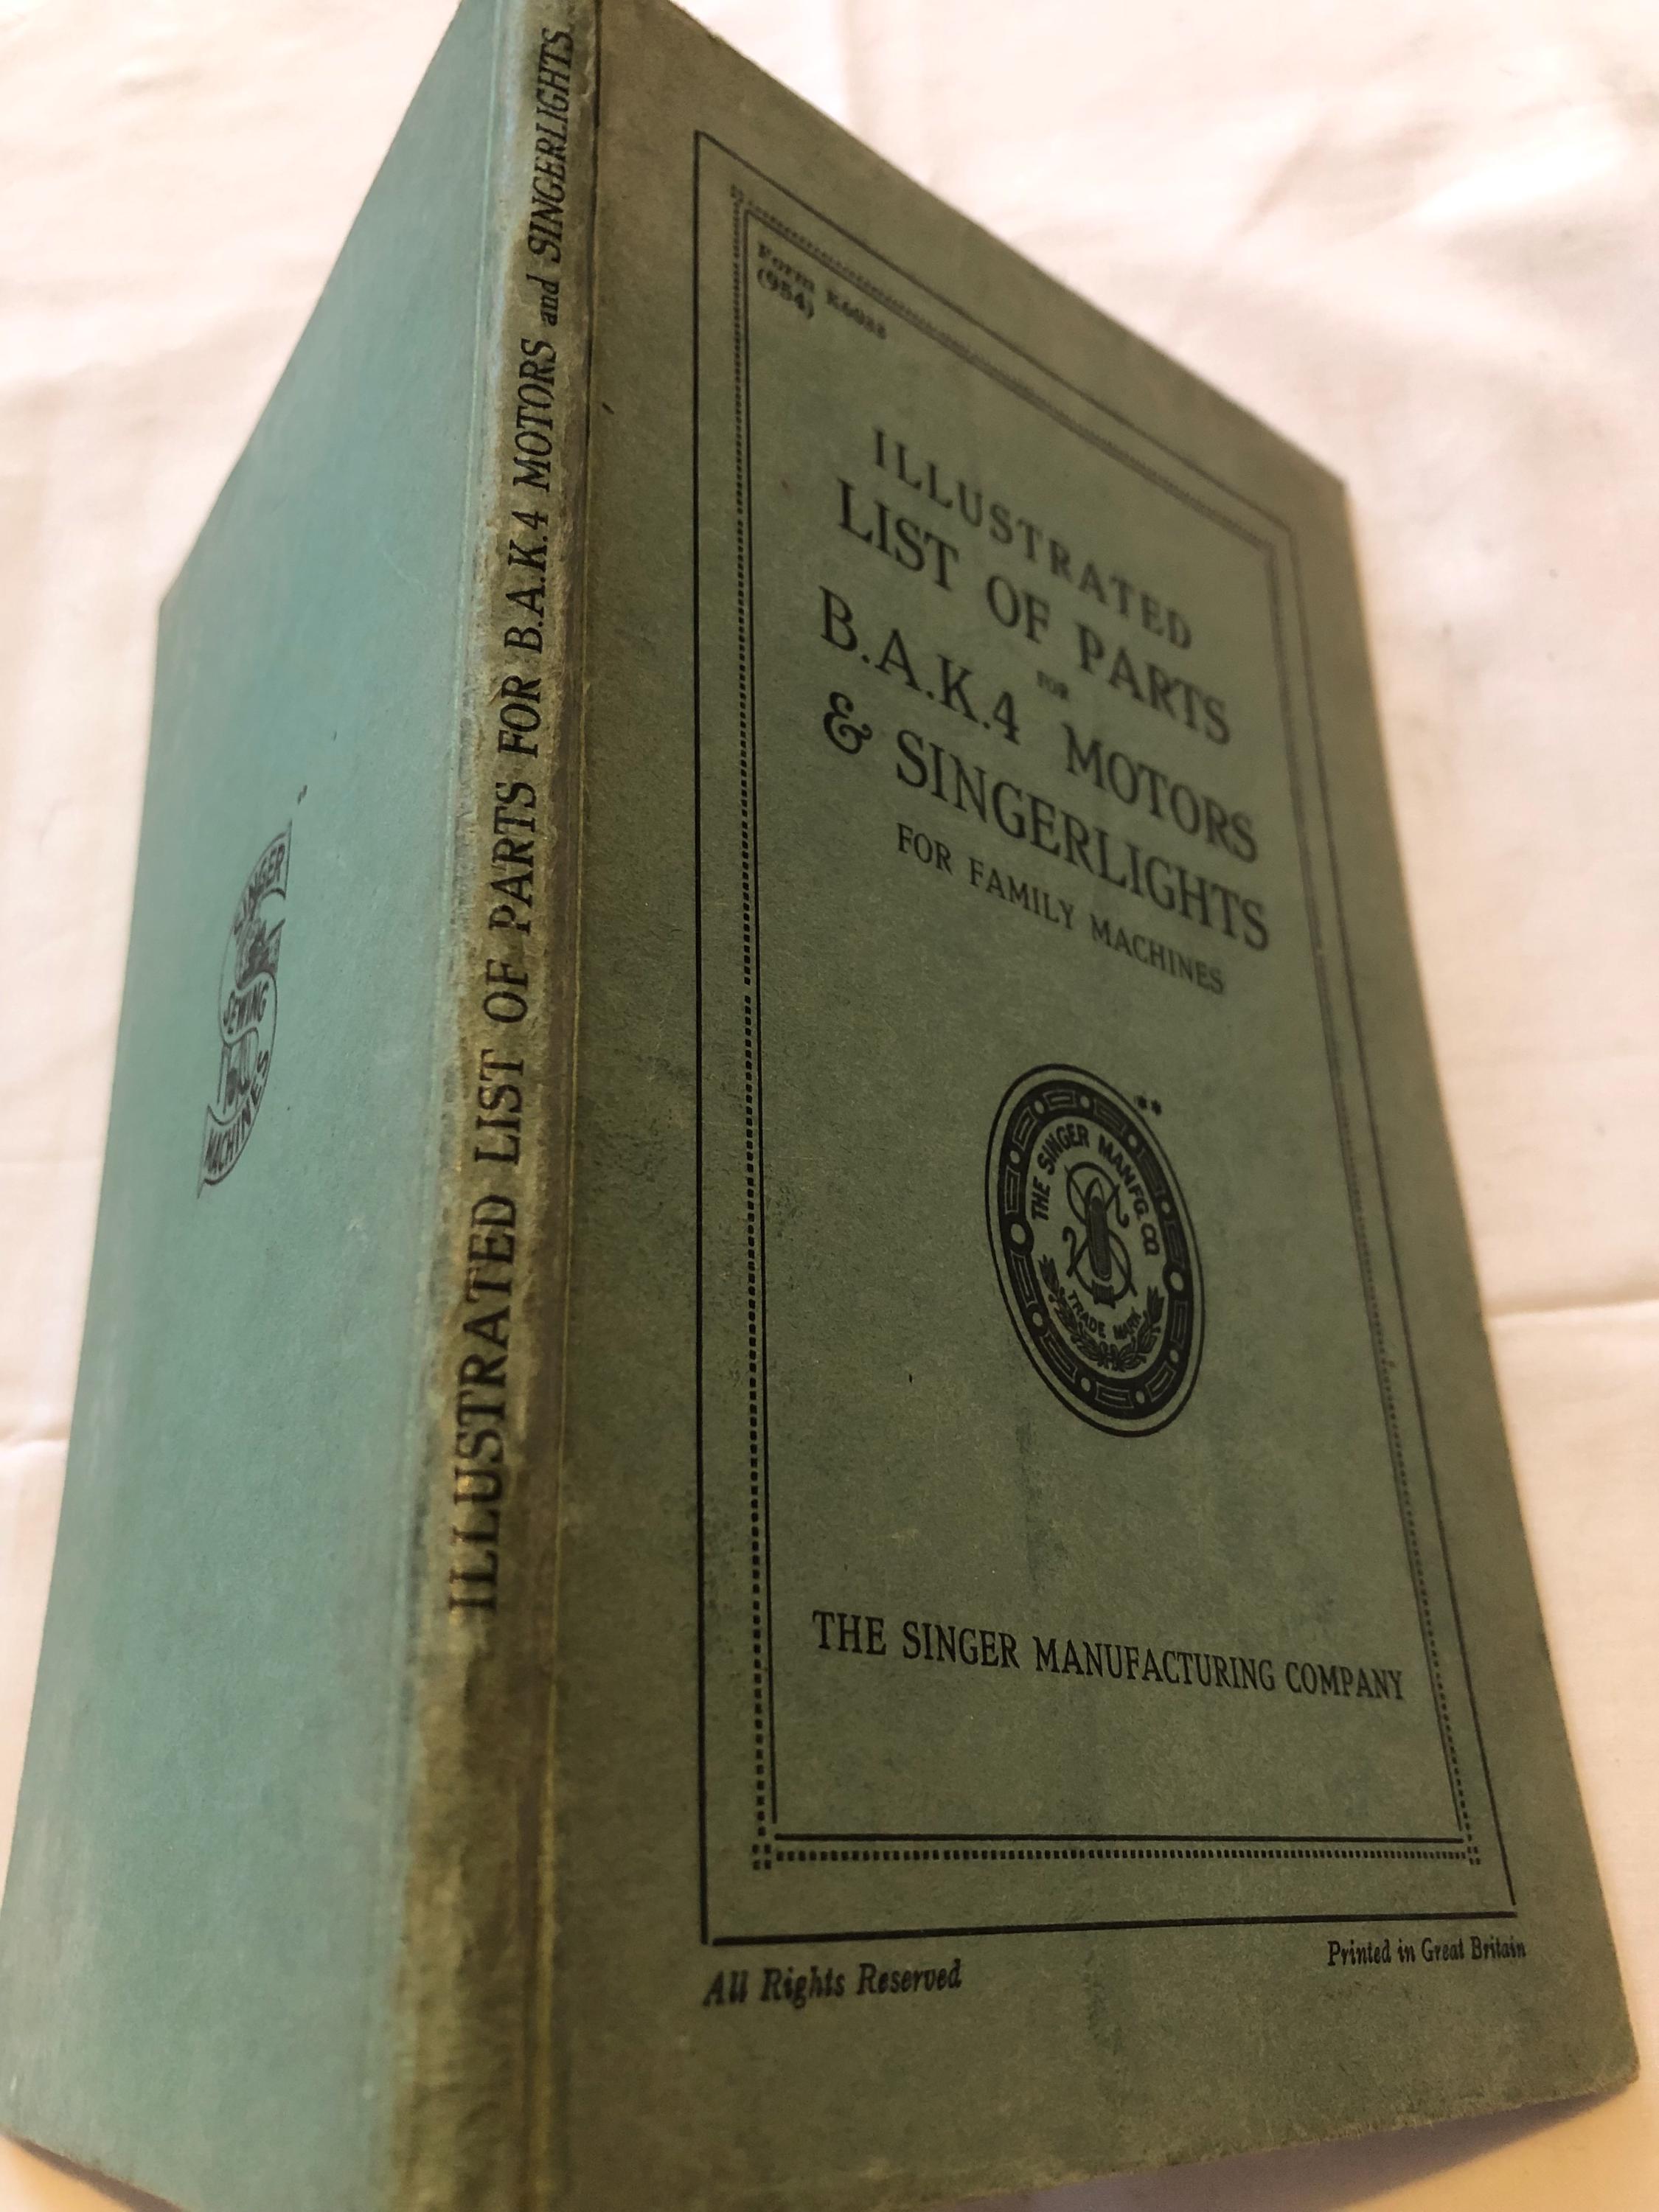 SINGER
SEWING
MACHINES
ILLUSTRATED LIST OF PARTS FOR B.A.K.4 MOTORS and SINGERLIGHTS.
Form
(954)
ILLUSTRATED
LIST OF PARTS
FOR
B.A.K.4 MOTORS
& SINGERLIGHTS
FOR FAMILY MACHINES
THE SINGER MANFG. CO.
TRADE MARK
THE SINGER MANUFACTURING COMPANY
All Rights Reserved
Printed in Great Britain